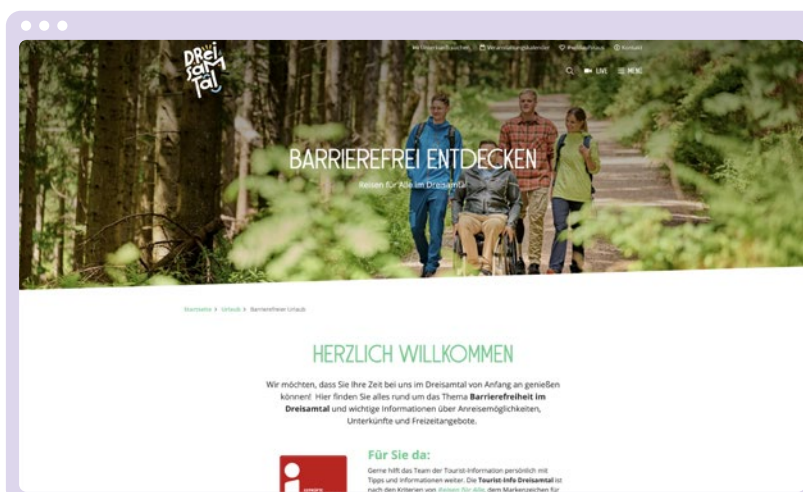 DREISAMTAL
Unterkunft suchen Veranstaltungskalender Kontakt
LIVE MENÜ
BARRIEREFREI ENTDECKEN
Reisen für Alle im Dreisamtal
Startseite > Urlaub > Barrierefreier Urlaub
HERZLICH WILLKOMMEN
Wir möchten, dass Sie Ihre Zeit bei uns im Dreisamtal von Anfang an genießen
können! Hier finden Sie alles rund um das Thema Barrierefreiheit im
Dreisamtal und wichtige Informationen über Anreisemöglichkeiten,
Unterkünfte und Freizeitangebote.
Für Sie da:
Gerne hilft das Team der Tourist-Information persönlich mit
Tipps und Informationen weiter. Die Tourist-Info Dreisamtal ist
nach den Kriterien von Reisen für Alle, dem Markenzeichen für